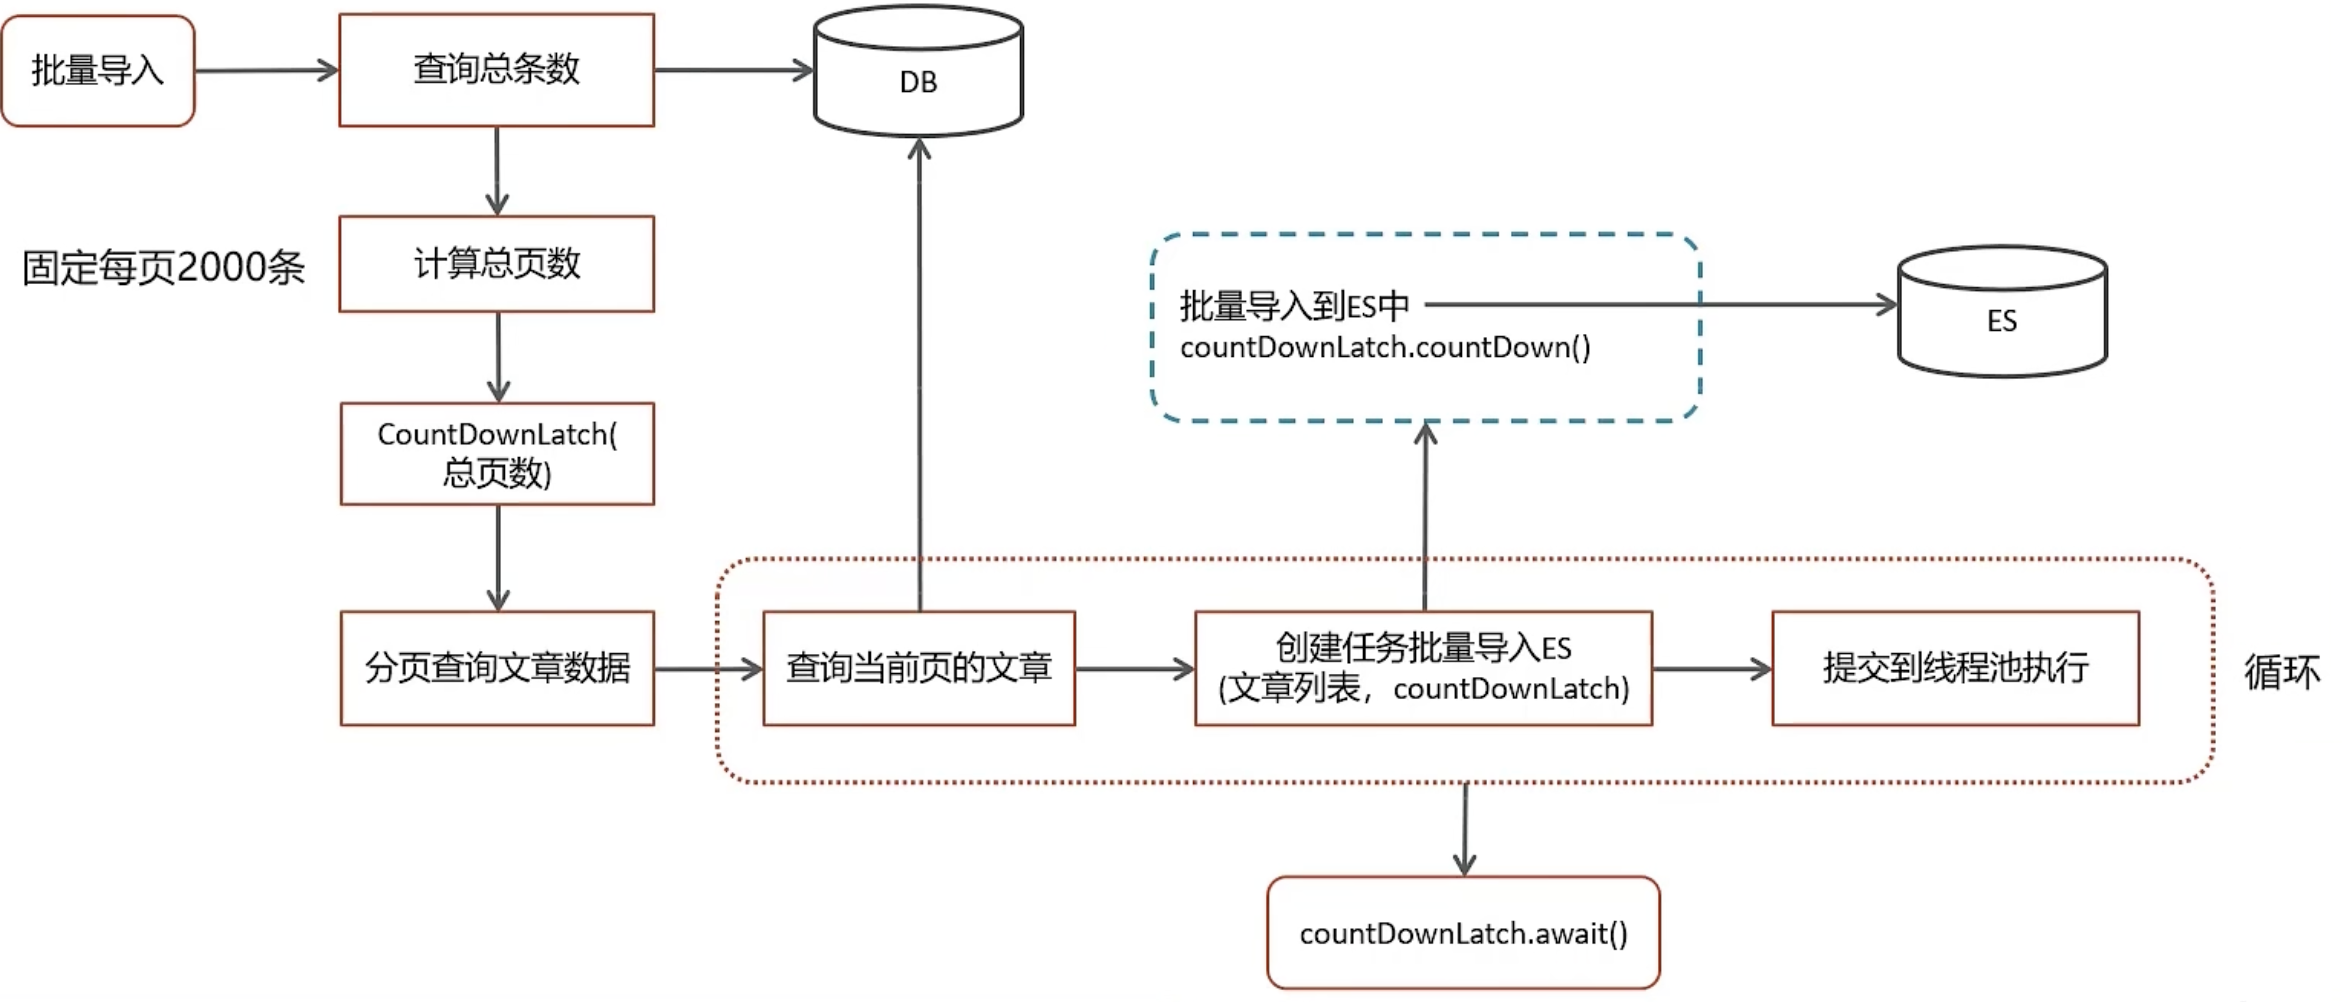 批量导入
查询总条数
DB
固定每页2000条
计算总页数
批量导入到ES中
countDownLatch.countDown()
ES
CountDownLatch(
总页数)
分页查询文章数据
查询当前页的文章
创建任务批量导入ES
(文章列表，countDownLatch)
提交到线程池执行
循环
countDownLatch.await()